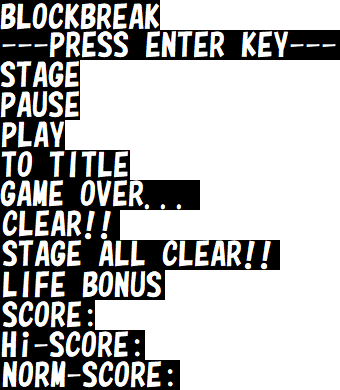 BLOCKBREAK
---PRESS ENTER KEY---
STAGE
PAUSE
PLAY
TO TITLE
GAME OVER...
CLEAR!!
STAGE ALL CLEAR!!
LIFE BONUS
SCORE:
Hi-SCORE:
NORM-SCORE: